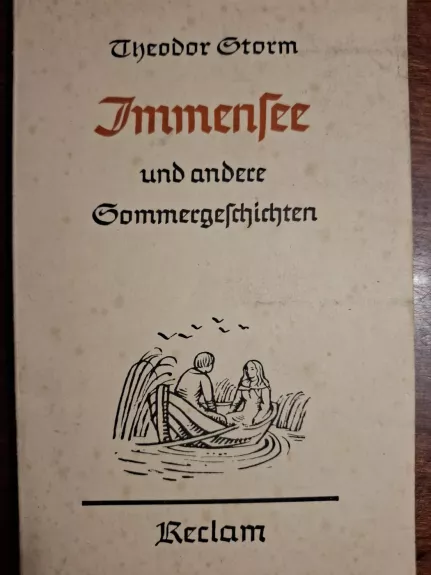 Theodor Storm
Immenſee
und andere
Sommergeſchichten
Reclam